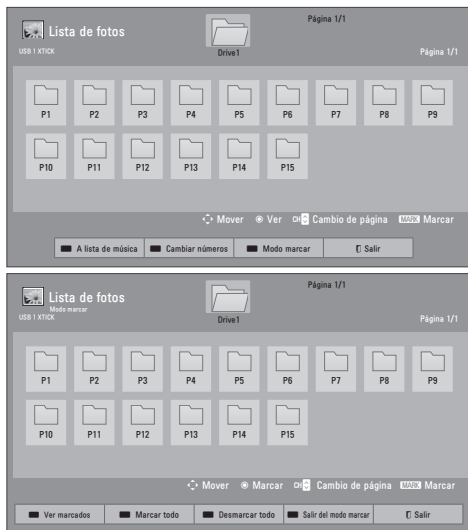 Página 1/1
Lista de fotos
USB 1 XTICK
Drive1
Página 1/1
P1 P2 P3 P4 P5 P6 P7 P8 P9
P10 P11 P12 P13 P14 P15
Mover Ver CH Cambio de página MARK Marcar
A lista de música Cambiar números Modo marcar Salir
Página 1/1
Lista de fotos
Modo marcar
USB 1 XTICK
Drive1
Página 1/1
P1 P2 P3 P4 P5 P6 P7 P8 P9
P10 P11 P12 P13 P14 P15
Mover Marcar CH Cambio de página MARK Marcar
Ver marcados Marcar todo Desmarcar todo Salir del modo marcar Salir